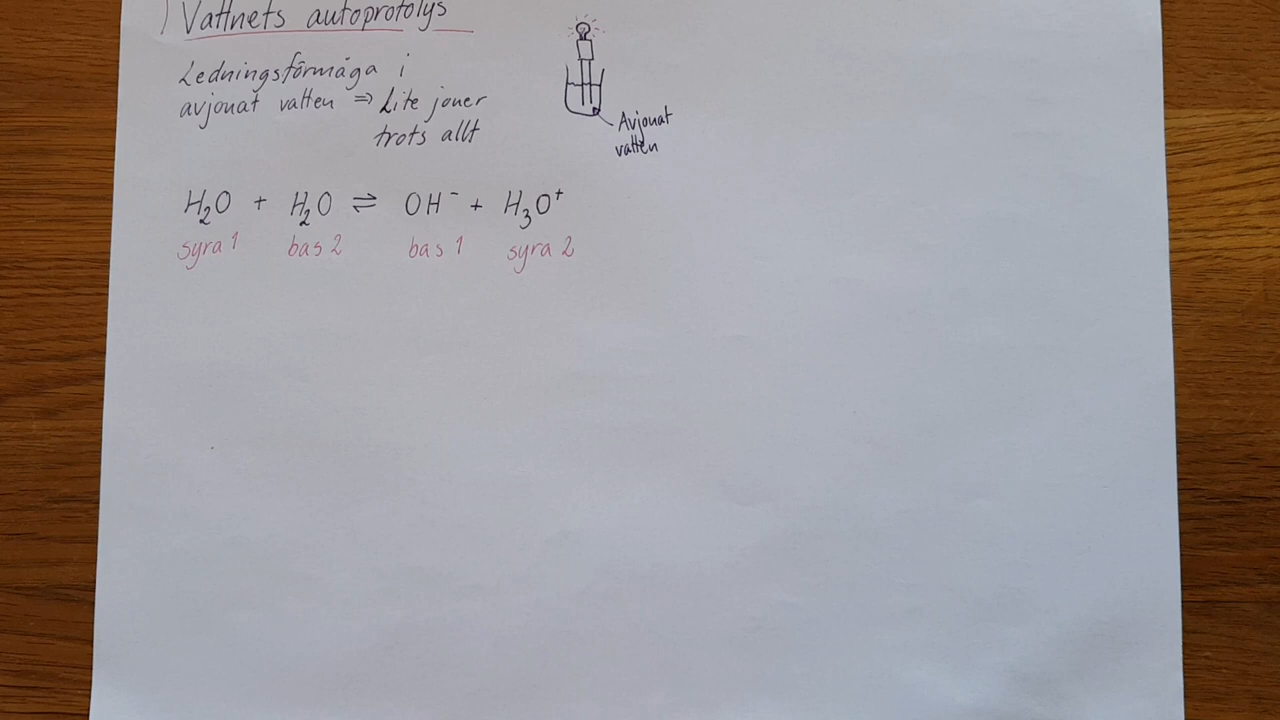 ) Vattnets autoprotolys
Ledningsförmåga i
avjonat vatten ⇒ Lite joner
trots allt
Avjonat
vatten
H₂O + H₂O ⇌ OH⁻ + H₃O⁺
syra 1 bas 2 bas 1 syra 2